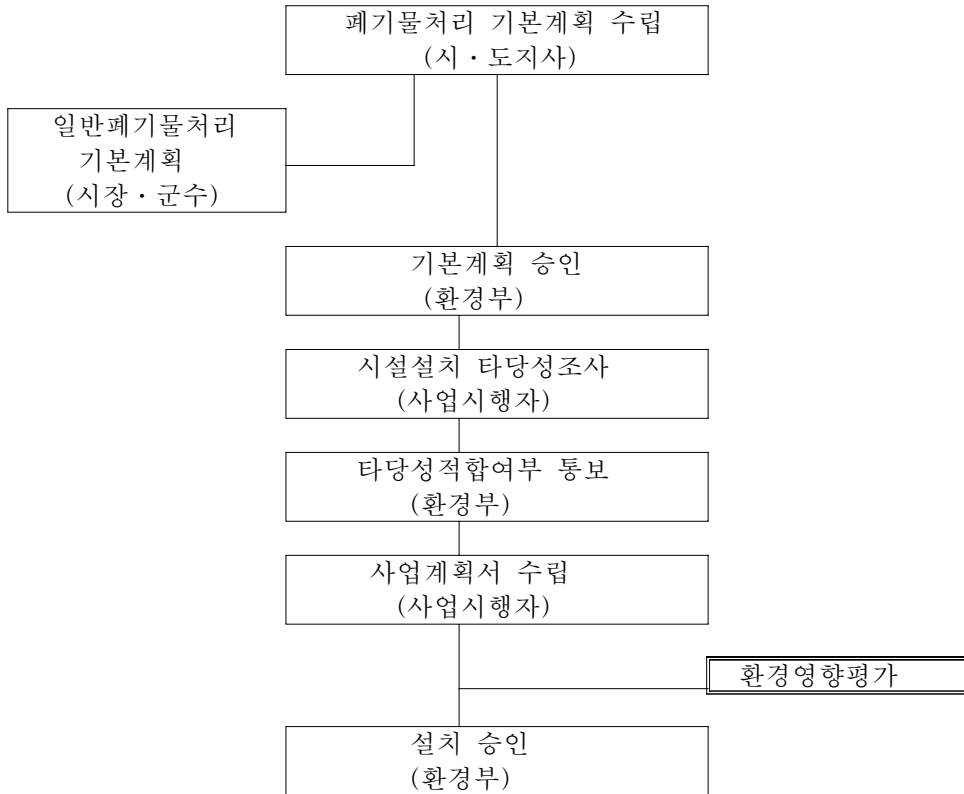 폐기물처리 기본계획 수립
(시·도지사)
일반폐기물처리
기본계획
(시장·군수)
기본계획 승인
(환경부)
시설설치 타당성조사
(사업시행자)
타당성적합여부 통보
(환경부)
사업계획서 수립
(사업시행자)
환경영향평가
설치 승인
(환경부)